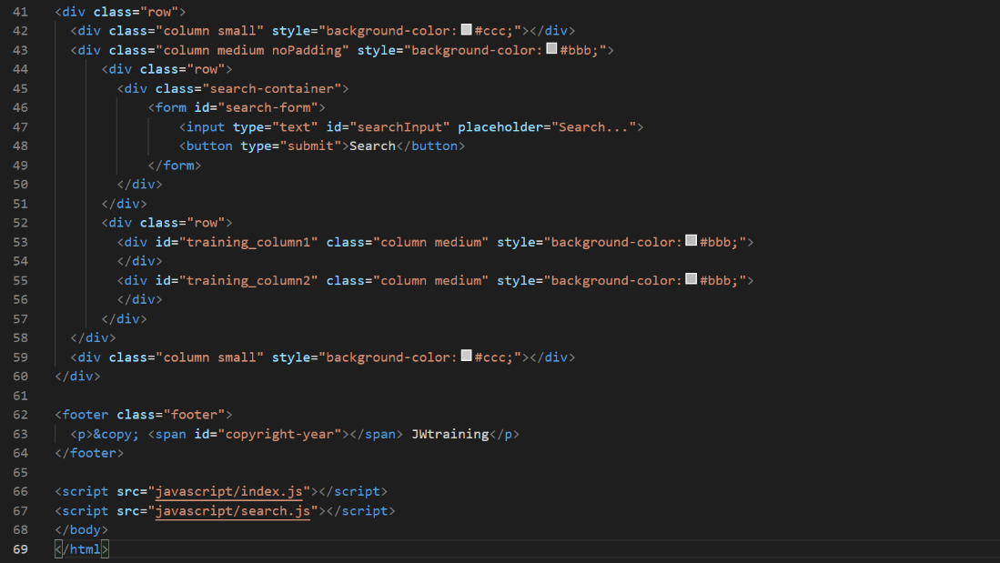 41 <div class="row">
42 <div class="column small" style="background-color:#ccc;"></div>
43 <div class="column medium noPadding" style="background-color:#bbb;">
44 <div class="row">
45 <div class="search-container">
46 <form id="search-form">
47 <input type="text" id="searchInput" placeholder="Search...">
48 <button type="submit">Search</button>
49 </form>
50 </div>
51 </div>
52 <div class="row">
53 <div id="training_column1" class="column medium" style="background-color:#bbb;">
54 </div>
55 <div id="training_column2" class="column medium" style="background-color:#bbb;">
56 </div>
57 </div>
58 </div>
59 <div class="column small" style="background-color:#ccc;"></div>
60 </div>
61
62 <footer class="footer">
63 <p>&copy; <span id="copyright-year"></span> JWtraining</p>
64 </footer>
65
66 <script src="javascript/index.js"></script>
67 <script src="javascript/search.js"></script>
68 </body>
69 </html>